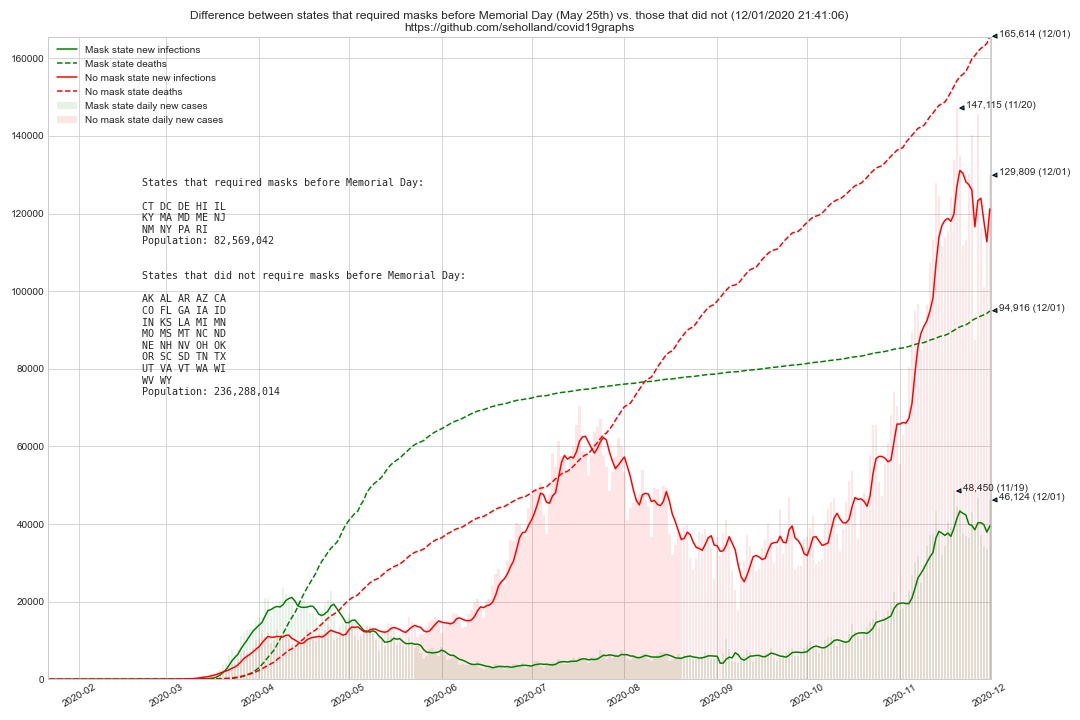 Difference between states that required masks before Memorial Day (May 25th) vs. those that did not (12/01/2020 21:41:06)
https://github.com/seholland/covid19graphs
Mask state new infections
Mask state deaths
No mask state new infections
No mask state deaths
Mask state daily new cases
No mask state daily new cases
States that required masks before Memorial Day:
CT DC DE HI IL
KY MA MD ME NJ
NM NY PA RI
Population: 82,569,042
States that did not require masks before Memorial Day:
AK AL AR AZ CA
CO FL GA IA ID
IN KS LA MI MN
MO MS MT NC ND
NE NH NV OH OK
OR SC SD TN TX
UT VA VT WA WI
WV WY
Population: 236,288,014
165,614 (12/01)
147,115 (11/20)
129,809 (12/01)
94,916 (12/01)
48,450 (11/19)
46,124 (12/01)
160000
140000
120000
100000
80000
60000
40000
20000
0
2020-02
2020-03
2020-04
2020-05
2020-06
2020-07
2020-08
2020-09
2020-10
2020-11
2020-12